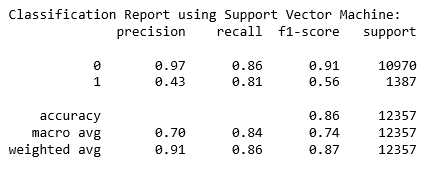 Classification Report using Support Vector Machine:
precision recall f1-score support
0 0.97 0.86 0.91 10970
1 0.43 0.81 0.56 1387
accuracy 0.86 12357
macro avg 0.70 0.84 0.74 12357
weighted avg 0.91 0.86 0.87 12357